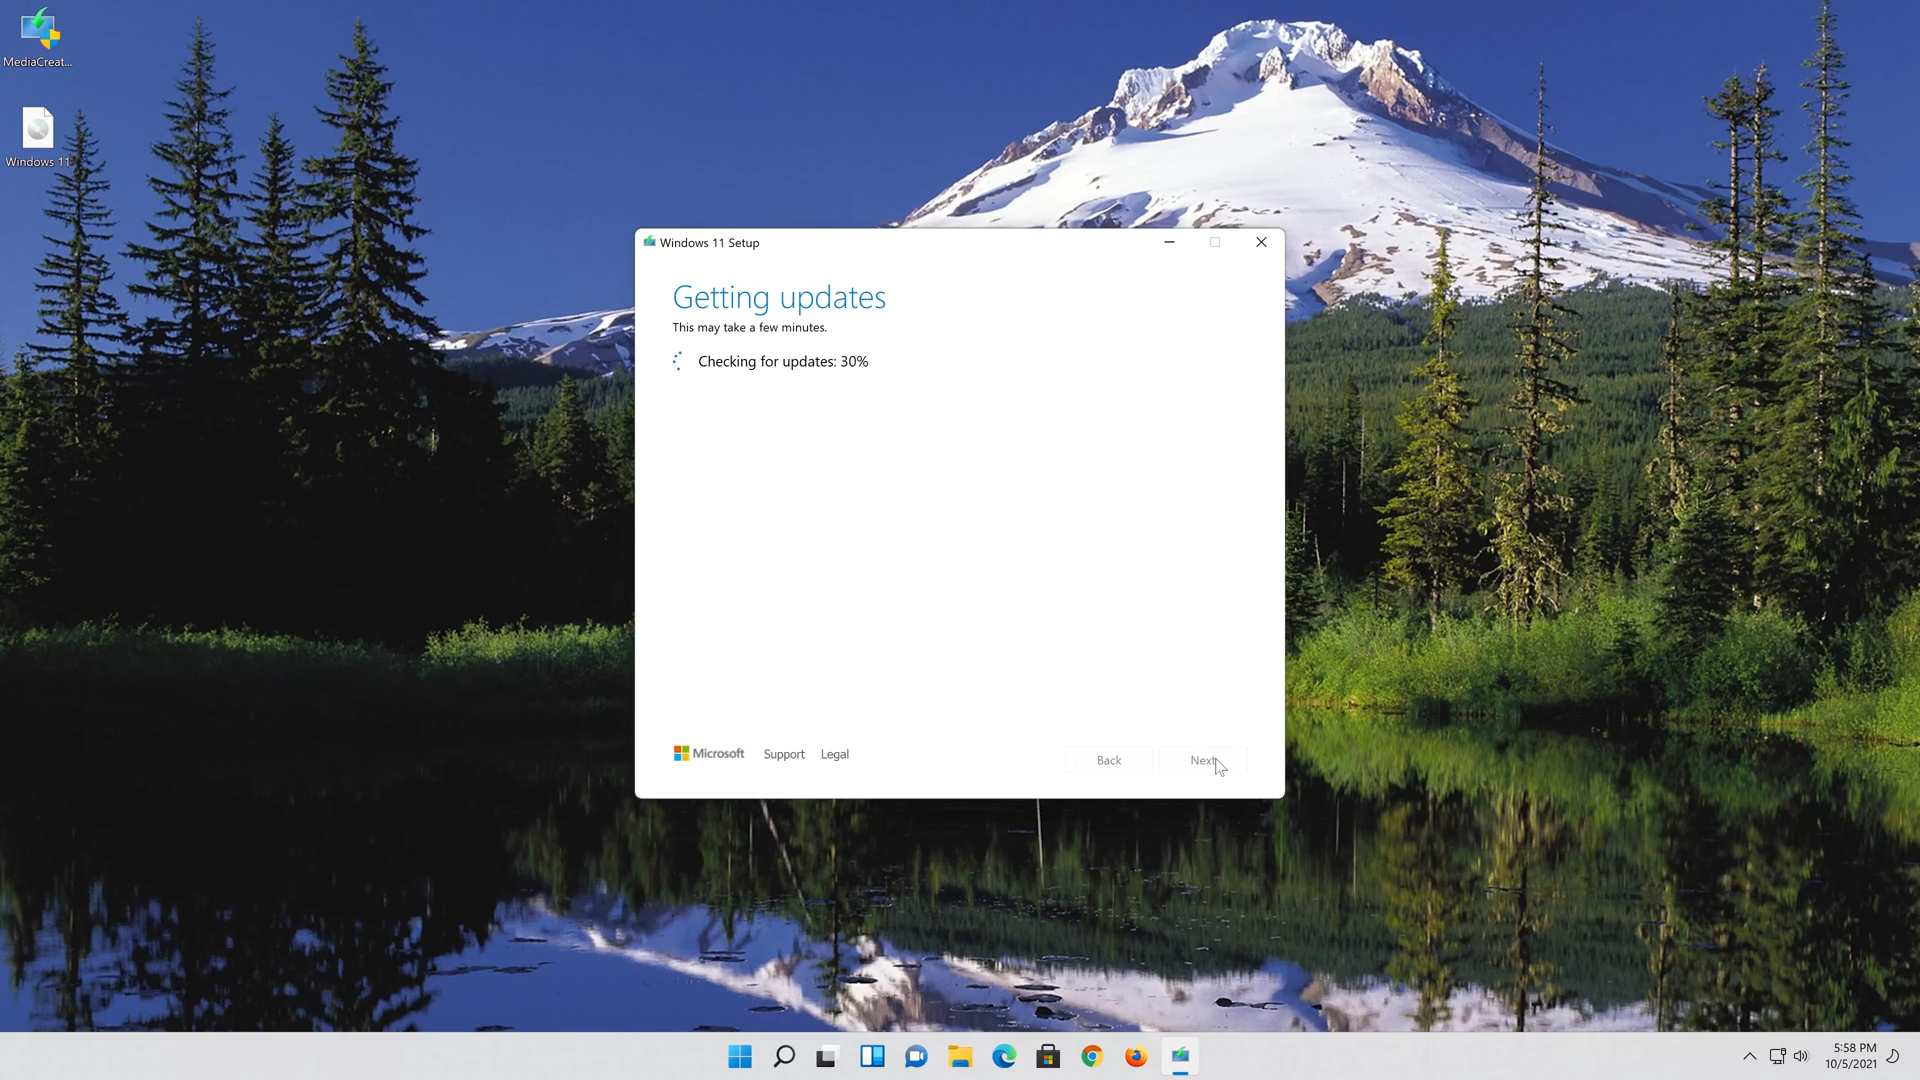 MediaCreat...
Windows 11
Windows 11 Setup
Getting updates
This may take a few minutes.
Checking for updates: 30%
Microsoft Support Legal
Back Next
5:58 PM
10/5/2021